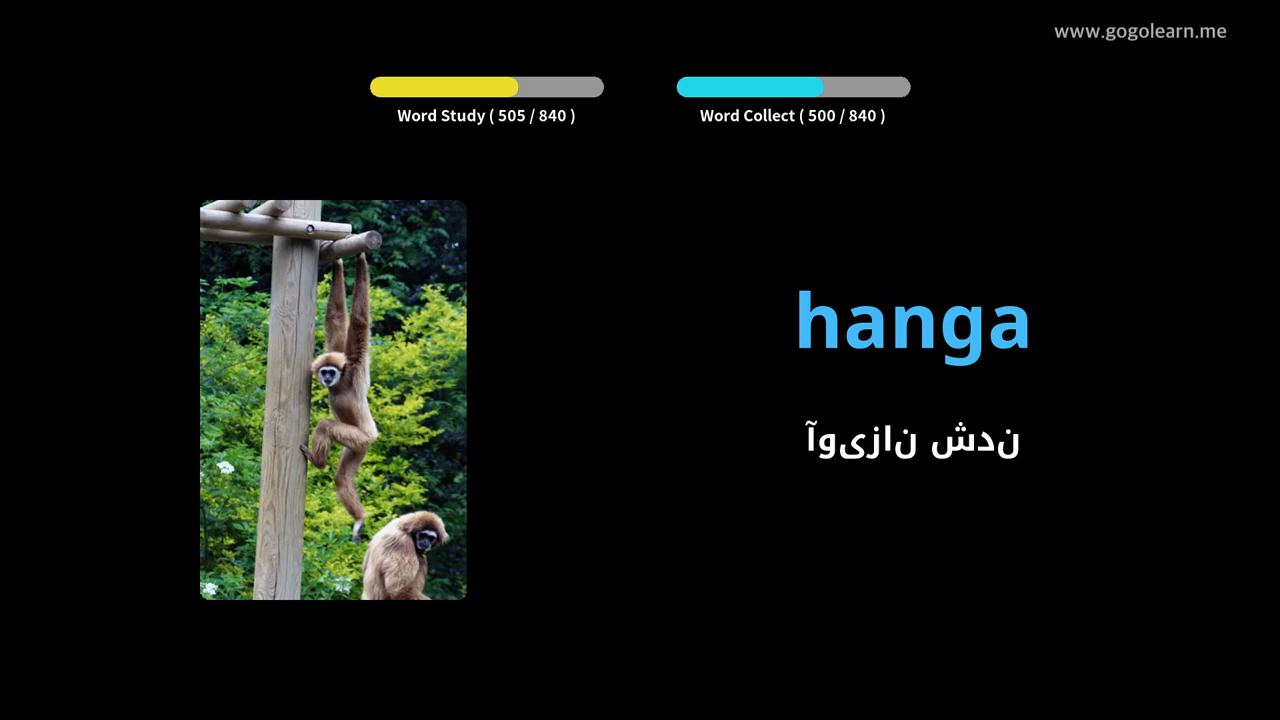 www.gogolearn.me
Word Study ( 505 / 840 )
Word Collect ( 500 / 840 )
hanga
آویزان شدن